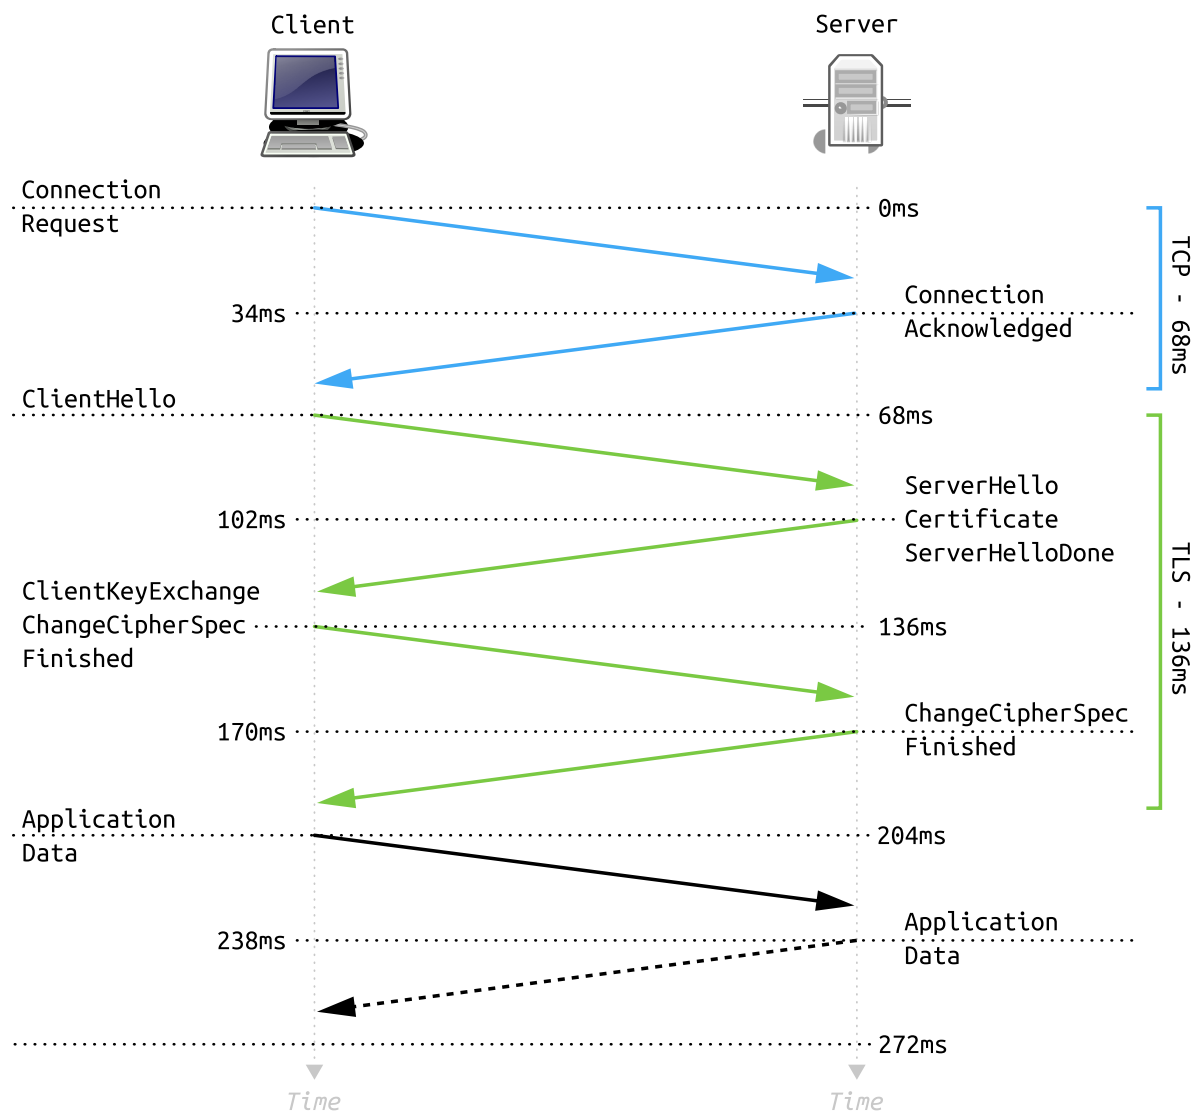 Client
Server
Connection
Request
0ms
34ms
Connection
Acknowledged
TCP - 68ms
ClientHello
68ms
102ms
ServerHello
Certificate
ServerHelloDone
ClientKeyExchange
ChangeCipherSpec
Finished
136ms
TLS - 136ms
170ms
ChangeCipherSpec
Finished
Application
Data
204ms
238ms
Application
Data
272ms
Time
Time